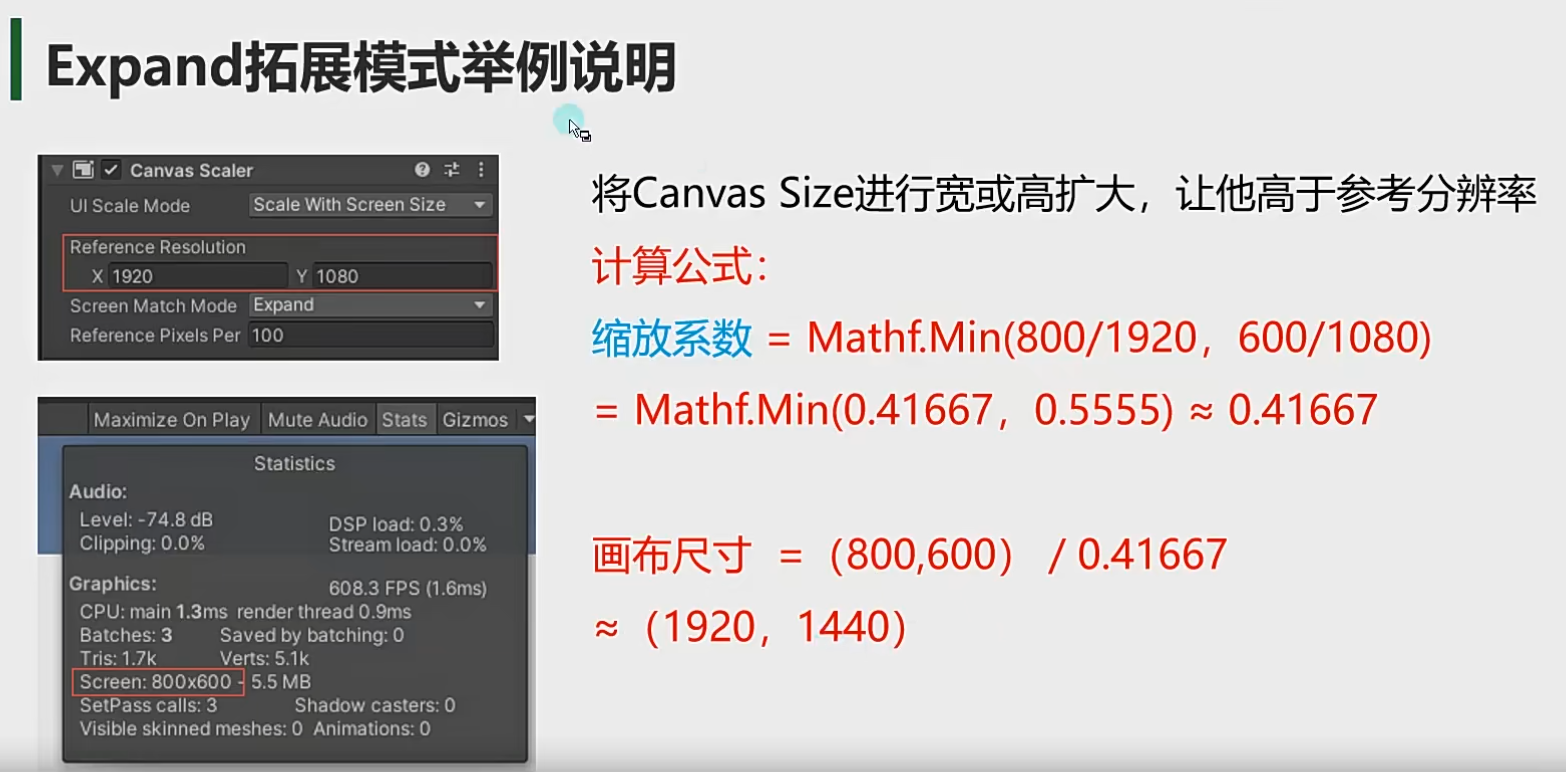 Expand拓展模式举例说明
Canvas Scaler
UI Scale Mode Scale With Screen Size
Reference Resolution
X 1920 Y 1080
Screen Match Mode Expand
Reference Pixels Per 100
Maximize On Play Mute Audio Stats Gizmos
Statistics
Audio:
Level: -74.8 dB DSP load: 0.3%
Clipping: 0.0% Stream load: 0.0%
Graphics: 608.3 FPS (1.6ms)
CPU: main 1.3ms render thread 0.9ms
Batches: 3 Saved by batching: 0
Tris: 1.7k Verts: 5.1k
Screen: 800x600 - 5.5 MB
SetPass calls: 3 Shadow casters: 0
Visible skinned meshes: 0 Animations: 0
将Canvas Size进行宽或高扩大，让他高于参考分辨率
计算公式：
缩放系数 = Mathf.Min(800/1920，600/1080)
= Mathf.Min(0.41667，0.5555) ≈ 0.41667
画布尺寸 =（800,600） / 0.41667
≈（1920，1440）